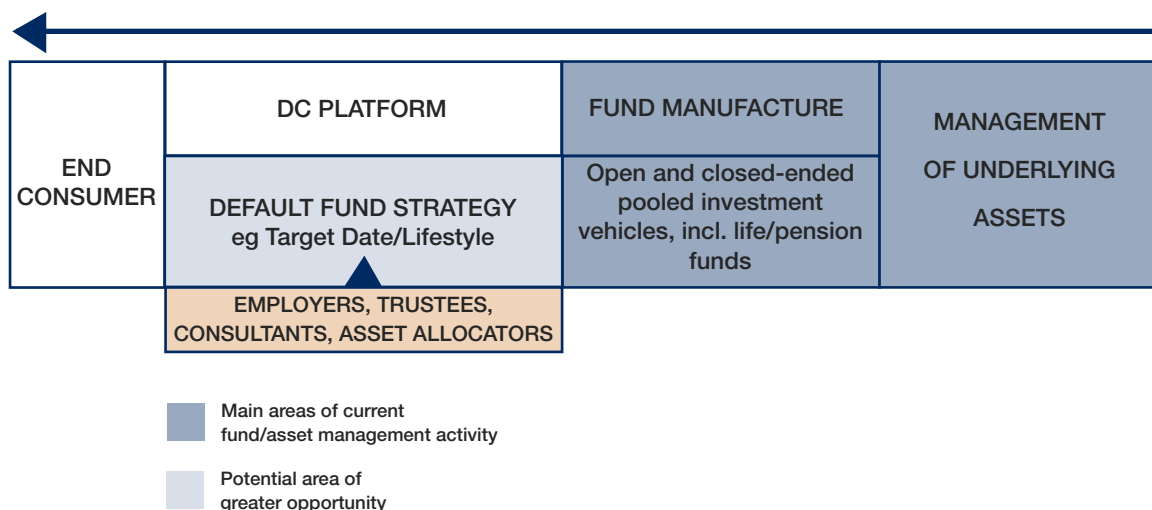 END
CONSUMER
DC PLATFORM
DEFAULT FUND STRATEGY
eg Target Date/Lifestyle
EMPLOYERS, TRUSTEES,
CONSULTANTS, ASSET ALLOCATORS
FUND MANUFACTURE
Open and closed-ended
pooled investment
vehicles, incl. life/pension
funds
MANAGEMENT
OF UNDERLYING
ASSETS
Main areas of current
fund/asset management activity
Potential area of
greater opportunity